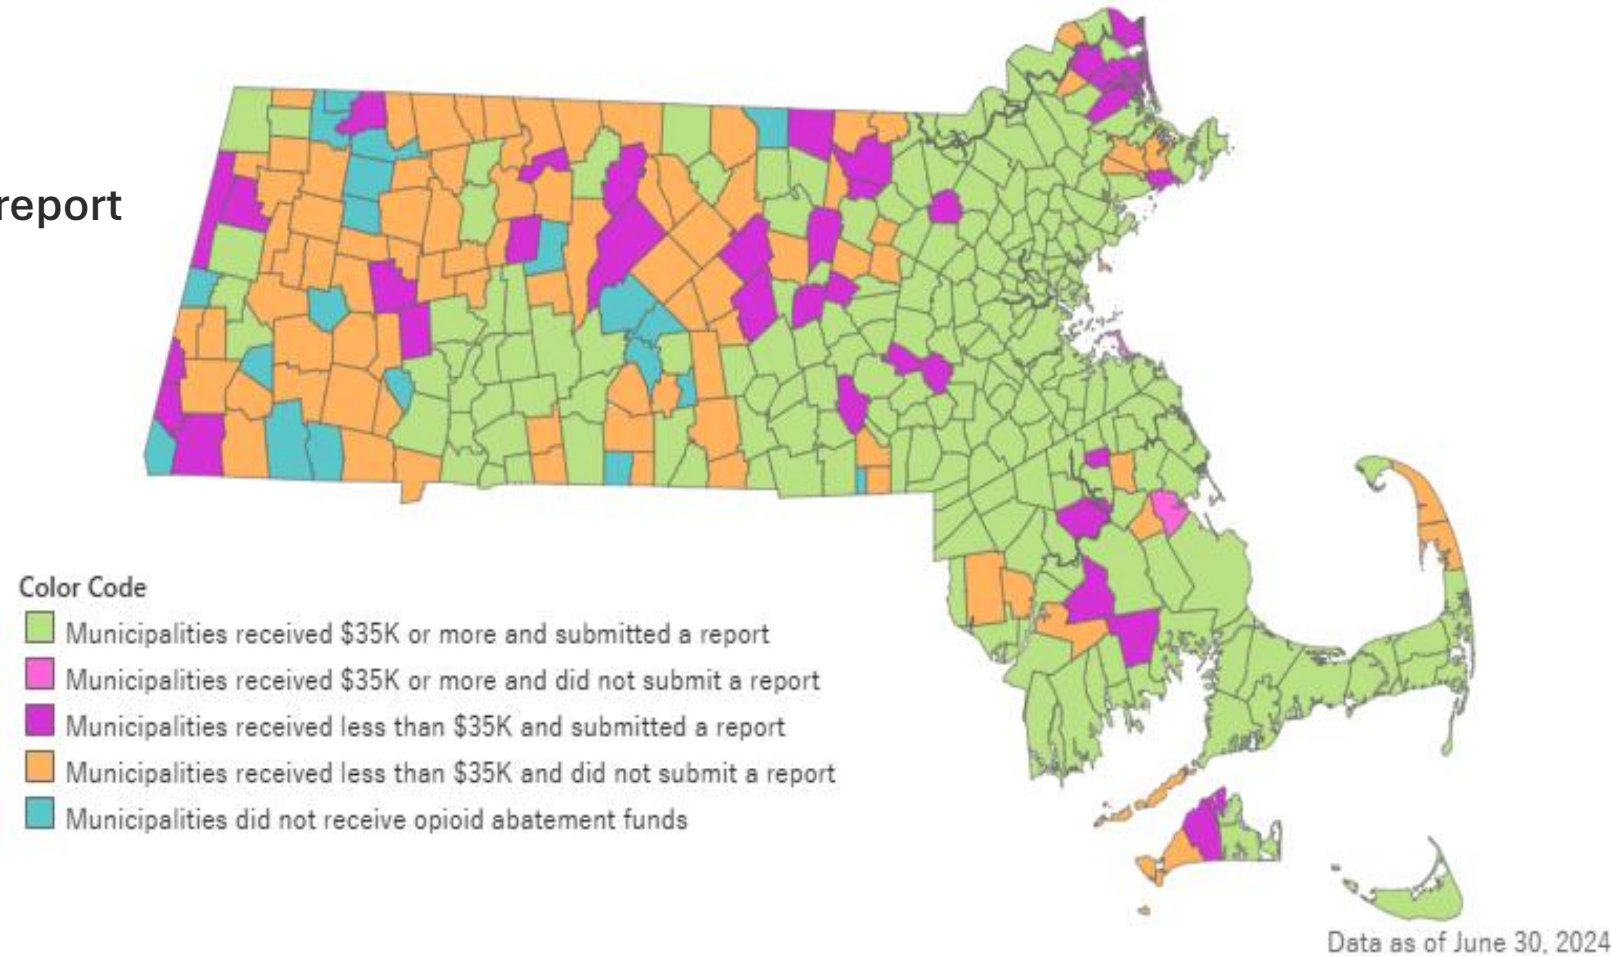 report
Color Code
Municipalities received $35K or more and submitted a report
Municipalities received $35K or more and did not submit a report
Municipalities received less than $35K and submitted a report
Municipalities received less than $35K and did not submit a report
Municipalities did not receive opioid abatement funds
Data as of June 30, 2024